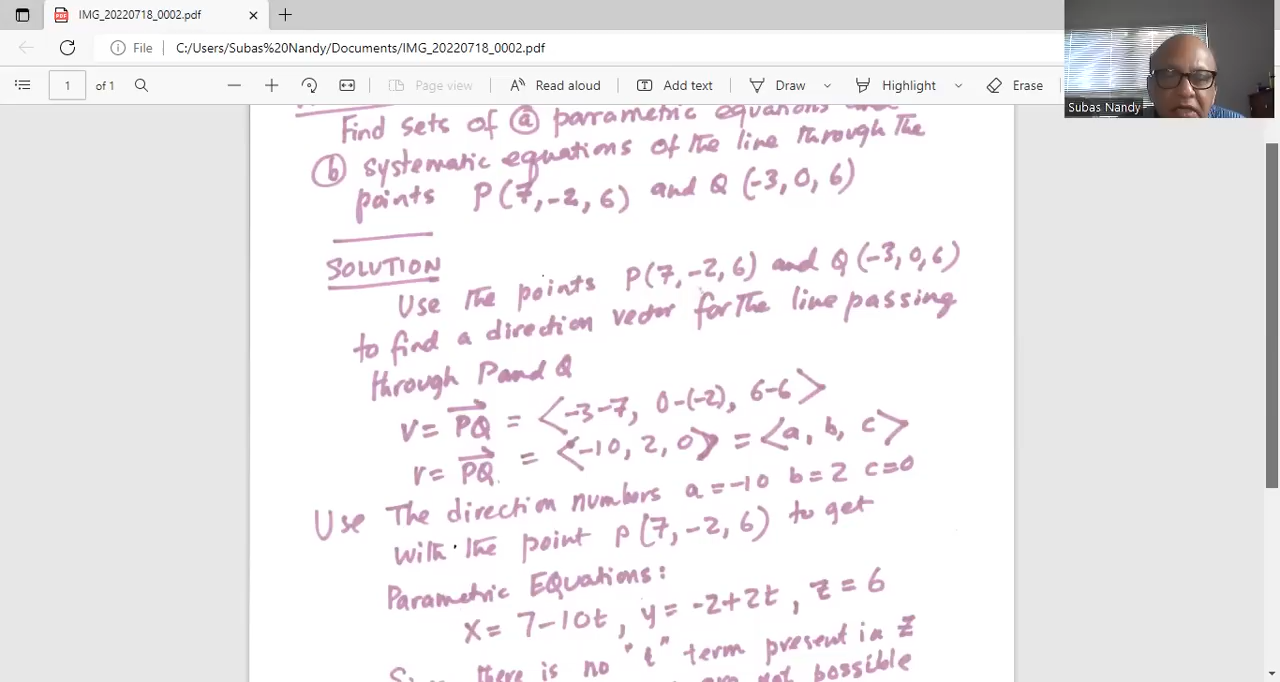 IMG_20220718_0002.pdf
File C:/Users/Subas%20Nandy/Documents/IMG_20220718_0002.pdf
1 of 1 Page view Read aloud Add text Draw Highlight Erase
Subas Nandy
Find sets of ⓐ parametric equations and
ⓑ systematic equations of the line through the
points P(7,-2,6) and Q(-3,0,6)
SOLUTION
Use the points P(7,-2,6) and Q(-3,0,6)
to find a direction vector for the line passing
through P and Q
V= PQ = <-3-7, 0-(-2), 6-6>
V= PQ. = <-10, 2, 0> = <a, b, c>
Use The direction numbers a=-10 b=2 c=0
with the point P(7,-2,6) to get
Parametric EQuations:
X= 7-10t, y= -2+2t, z=6
there is no "t" term present in Z
not possible